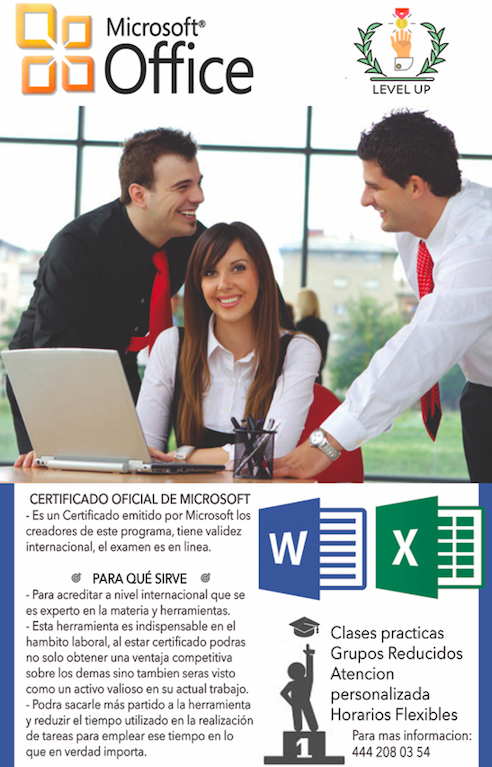 Microsoft®
Office
LEVEL UP
CERTIFICADO OFICIAL DE MICROSOFT
- Es un Certificado emitido por Microsoft los
creadores de este programa, tiene validez
internacional, el examen es en linea.
PARA QUÉ SIRVE
- Para acreditar a nivel internacional que se
es experto en la materia y herramientas.
- Esta herramienta es indispensable en el
hambito laboral, al estar certificado podras
no solo obtener una ventaja competitiva
sobre los demas sino tambien seras visto
como un activo valioso en su actual trabajo.
- Podra sacarle más partido a la herramienta
y reducir el tiempo utilizado en la realización
de tareas para emplear ese tiempo en lo
que en verdad importa.
W
X
Clases practicas
Grupos Reducidos
Atencion
personalizada
Horarios Flexibles
1
Para mas informacion:
444 208 03 54